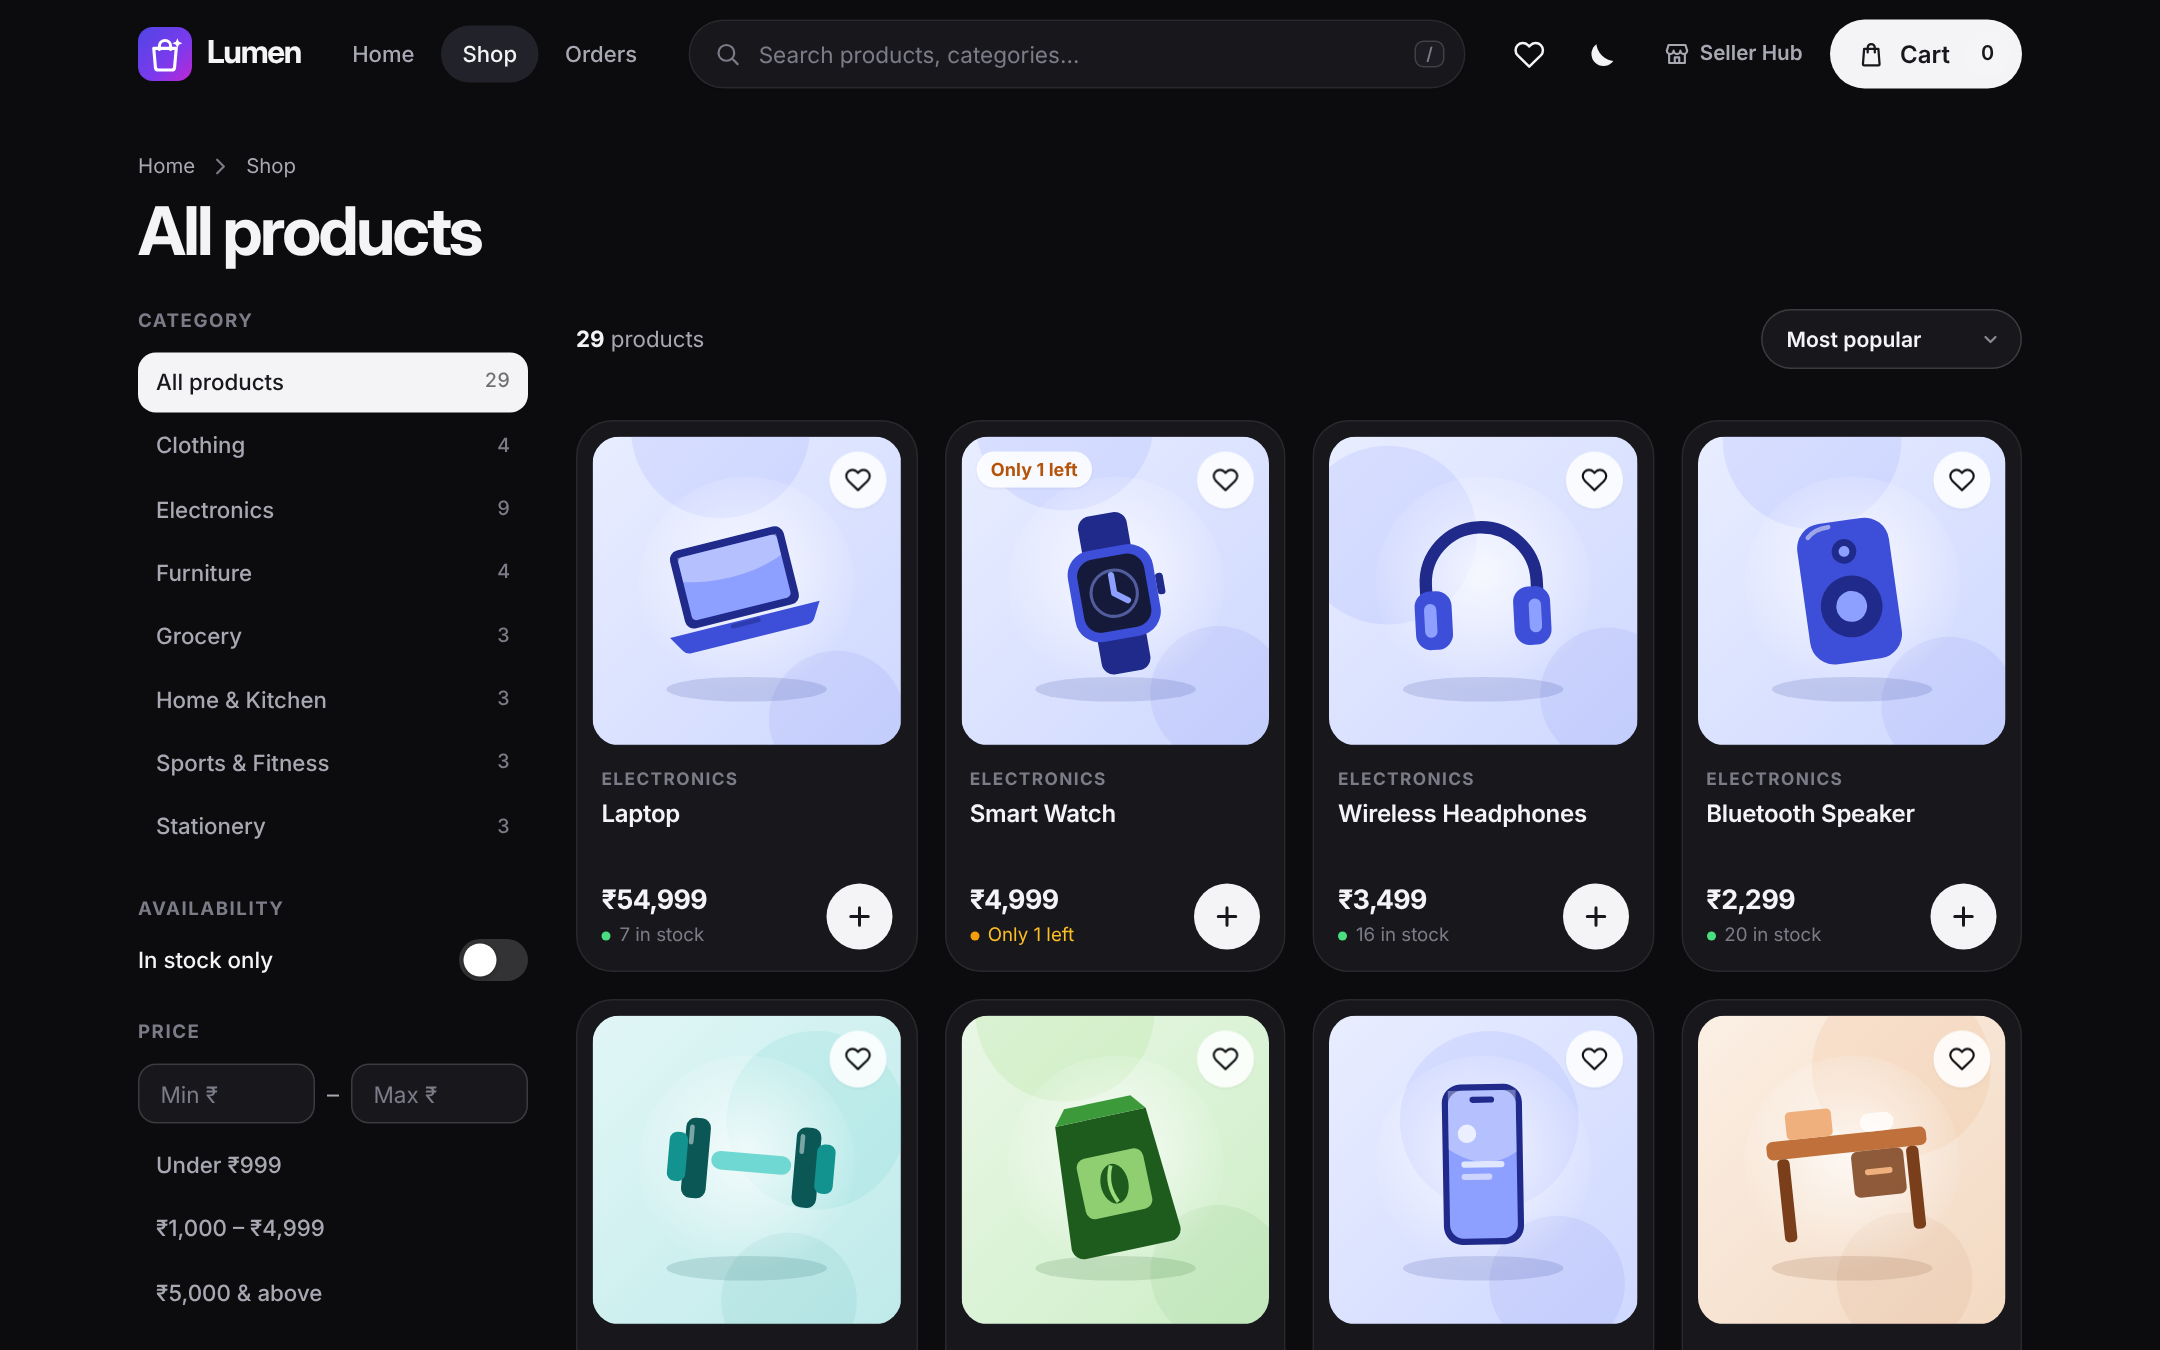 Lumen
Home
Shop
Orders
Search products, categories...
/
Seller Hub
Cart 0
Home > Shop
All products
CATEGORY
All products 29
Clothing 4
Electronics 9
Furniture 4
Grocery 3
Home & Kitchen 3
Sports & Fitness 3
Stationery 3
AVAILABILITY
In stock only
PRICE
Min ₹ – Max ₹
Under ₹999
₹1,000 – ₹4,999
₹5,000 & above
29 products
Most popular
ELECTRONICS
Laptop
₹54,999
7 in stock
Only 1 left
ELECTRONICS
Smart Watch
₹4,999
Only 1 left
ELECTRONICS
Wireless Headphones
₹3,499
16 in stock
ELECTRONICS
Bluetooth Speaker
₹2,299
20 in stock